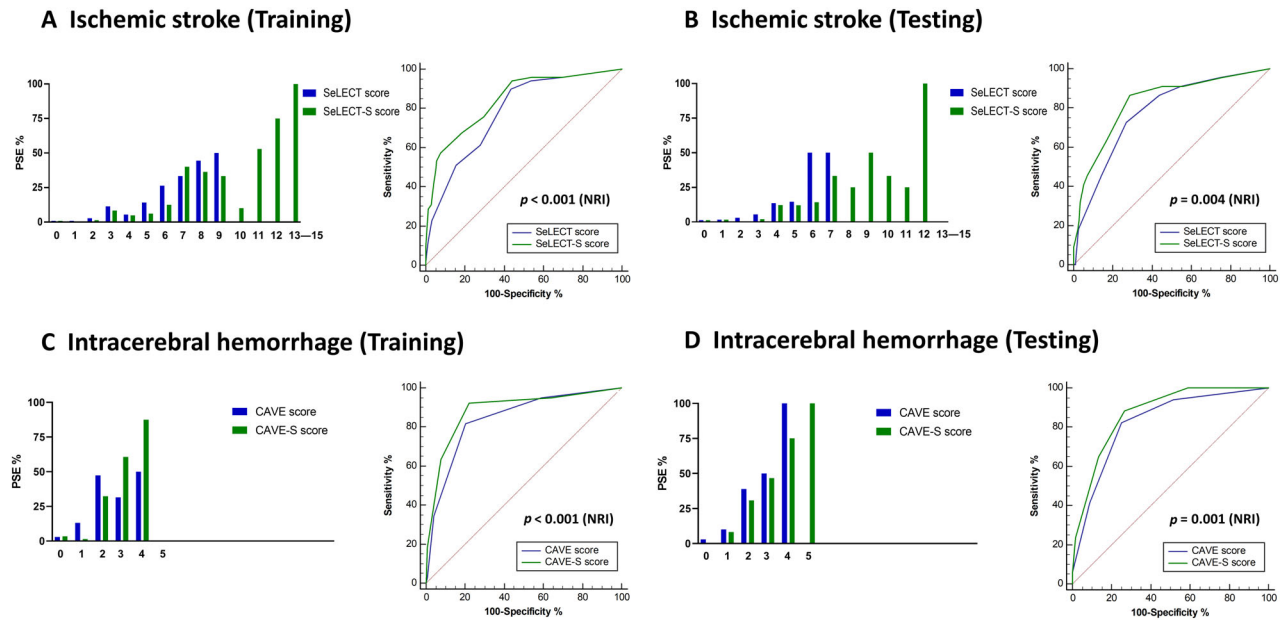 A Ischemic stroke (Training)
100
75
50
25
0
PSE %
SeLECT score
SeLECT-S score
0 1 2 3 4 5 6 7 8 9 10 11 12 13—15
100
80
60
40
20
0
Sensitivity %
p < 0.001 (NRI)
SeLECT score
SeLECT-S score
0 20 40 60 80 100
100-Specificity %
B Ischemic stroke (Testing)
100
75
50
25
0
PSE %
SeLECT score
SeLECT-S score
0 1 2 3 4 5 6 7 8 9 10 11 12 13—15
100
80
60
40
20
0
Sensitivity %
p = 0.004 (NRI)
SeLECT score
SeLECT-S score
0 20 40 60 80 100
100-Specificity %
C Intracerebral hemorrhage (Training)
100
75
50
25
0
PSE %
CAVE score
CAVE-S score
0 1 2 3 4 5
100
80
60
40
20
0
Sensitivity %
p < 0.001 (NRI)
CAVE score
CAVE-S score
0 20 40 60 80 100
100-Specificity %
D Intracerebral hemorrhage (Testing)
100
75
50
25
0
PSE %
CAVE score
CAVE-S score
0 1 2 3 4 5
100
80
60
40
20
0
Sensitivity %
p = 0.001 (NRI)
CAVE score
CAVE-S score
0 20 40 60 80 100
100-Specificity %